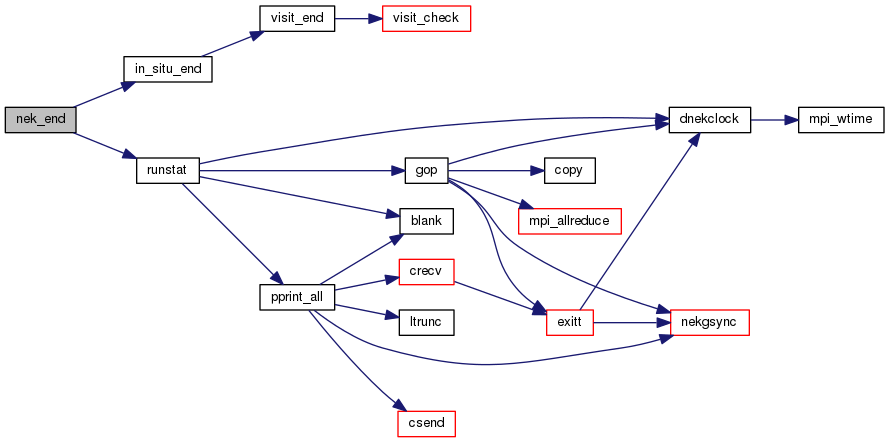 visit_end
visit_check
in_situ_end
nek_end
dnekclock
mpi_wtime
runstat
gop
copy
blank
mpi_allreduce
crecv
pprint_all
ltrunc
exitt
nekgsync
csend